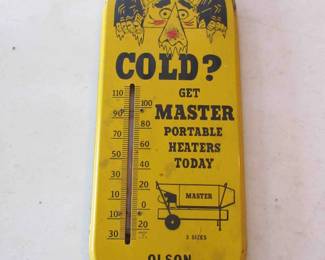 COLD?
GET
MASTER
PORTABLE
HEATERS
TODAY
110
100
90
80
70
60
50
40
30
20
10
0
10
20
30
MASTER
3 SIZES
OLSON